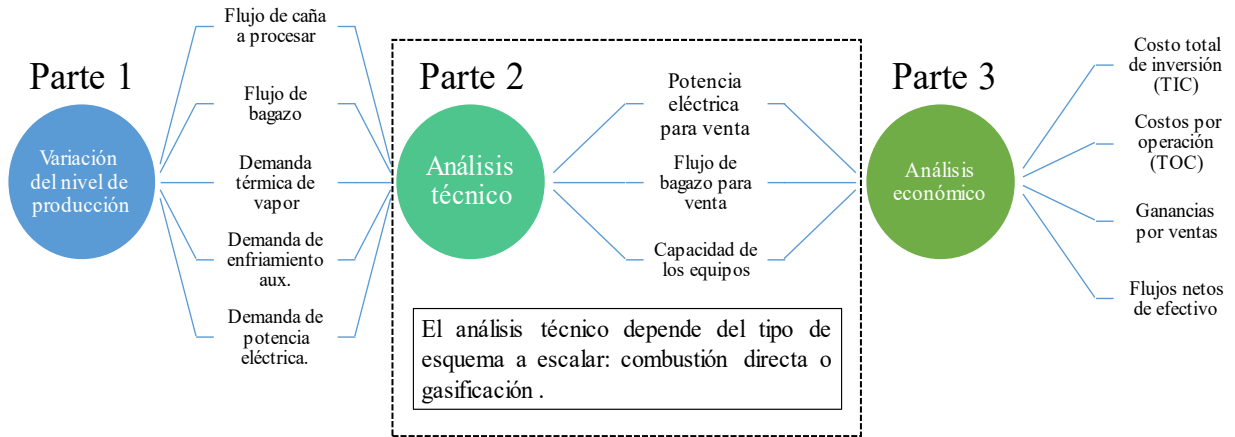 Parte 1
Variación
del nivel de
producción
Flujo de caña
a procesar
Flujo de
bagazo
Demanda
térmica de
vapor
Demanda de
enfriamiento
aux.
Demanda de
potencia
eléctrica.
Parte 2
Análisis
técnico
Potencia
eléctrica
para venta
Flujo de
bagazo para
venta
Capacidad de
los equipos
El análisis técnico depende del tipo de
esquema a escalar: combustión directa o
gasificación .
Parte 3
Análisis
económico
Costo total
de inversión
(TIC)
Costos por
operación
(TOC)
Ganancias
por ventas
Flujos netos
de efectivo